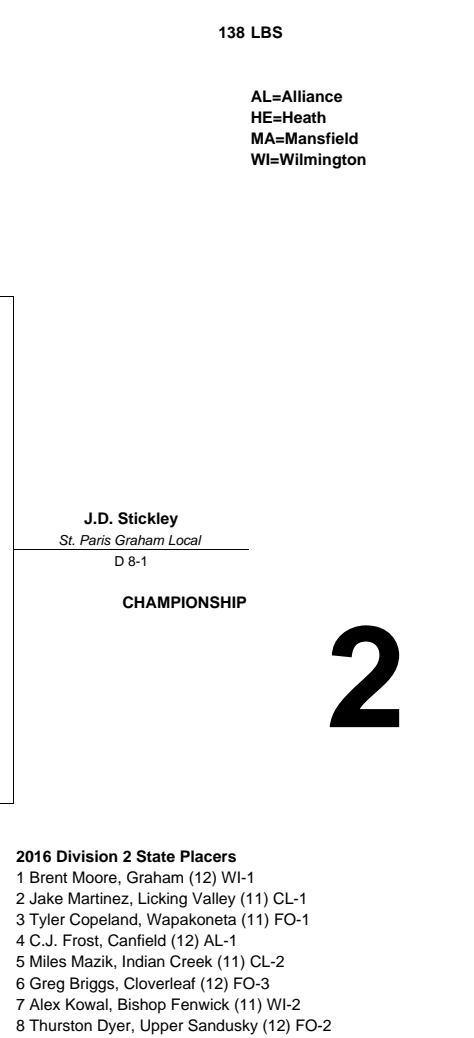 138 LBS
AL=Alliance
HE=Heath
MA=Mansfield
WI=Wilmington
J.D. Stickley
St. Paris Graham Local
D 8-1
CHAMPIONSHIP
2
2016 Division 2 State Placers
1 Brent Moore, Graham (12) WI-1
2 Jake Martinez, Licking Valley (11) CL-1
3 Tyler Copeland, Wapakoneta (11) FO-1
4 C.J. Frost, Canfield (12) AL-1
5 Miles Mazik, Indian Creek (11) CL-2
6 Greg Briggs, Cloverleaf (12) FO-3
7 Alex Kowal, Bishop Fenwick (11) WI-2
8 Thurston Dyer, Upper Sandusky (12) FO-2